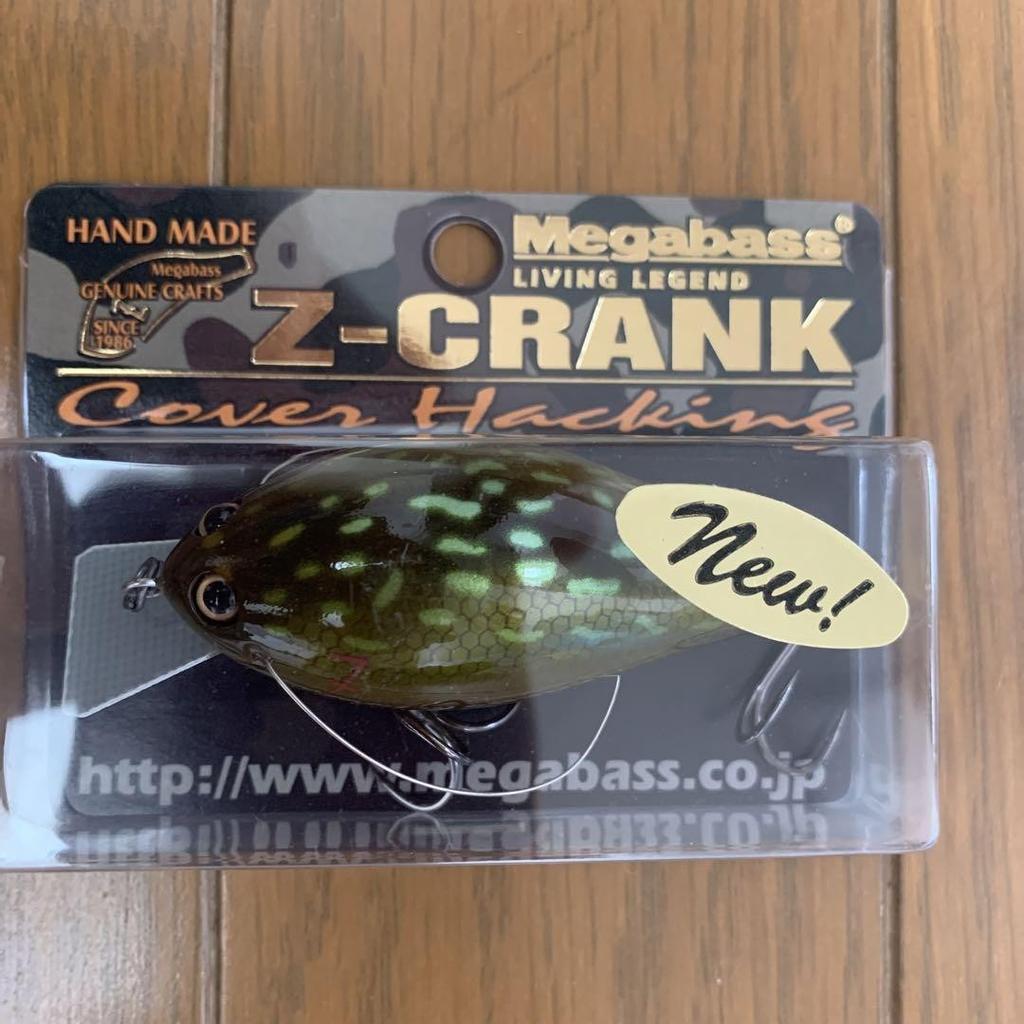 HAND MADE
Megabass
GENUINE CRAFTS
SINCE
1986
Megabass®
LIVING LEGEND
Z-CRANK
Cover Hacking
New!
Z
http://www.megabass.co.jp